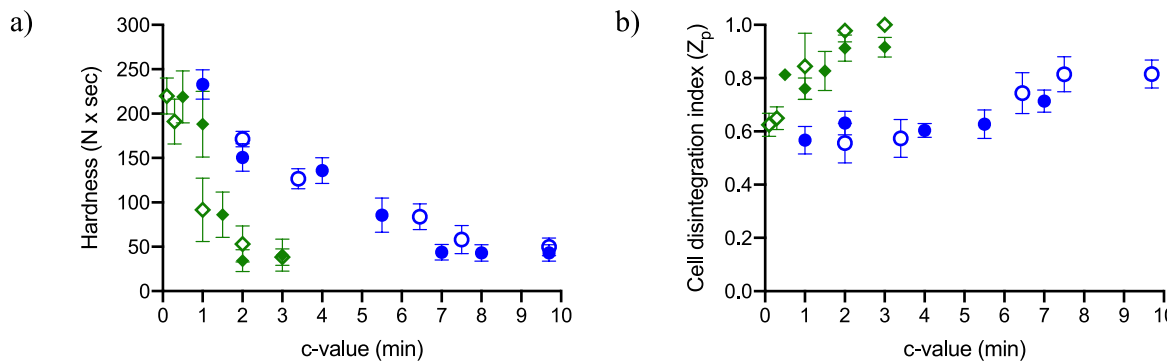 a)
Hardness (N x sec)
300
250
200
150
100
50
0
0 1 2 3 4 5 6 7 8 9 10
c-value (min)
b)
Cell disintegration index (Zp)
1.0
0.8
0.6
0.4
0.2
0.0
0 1 2 3 4 5 6 7 8 9 10
c-value (min)